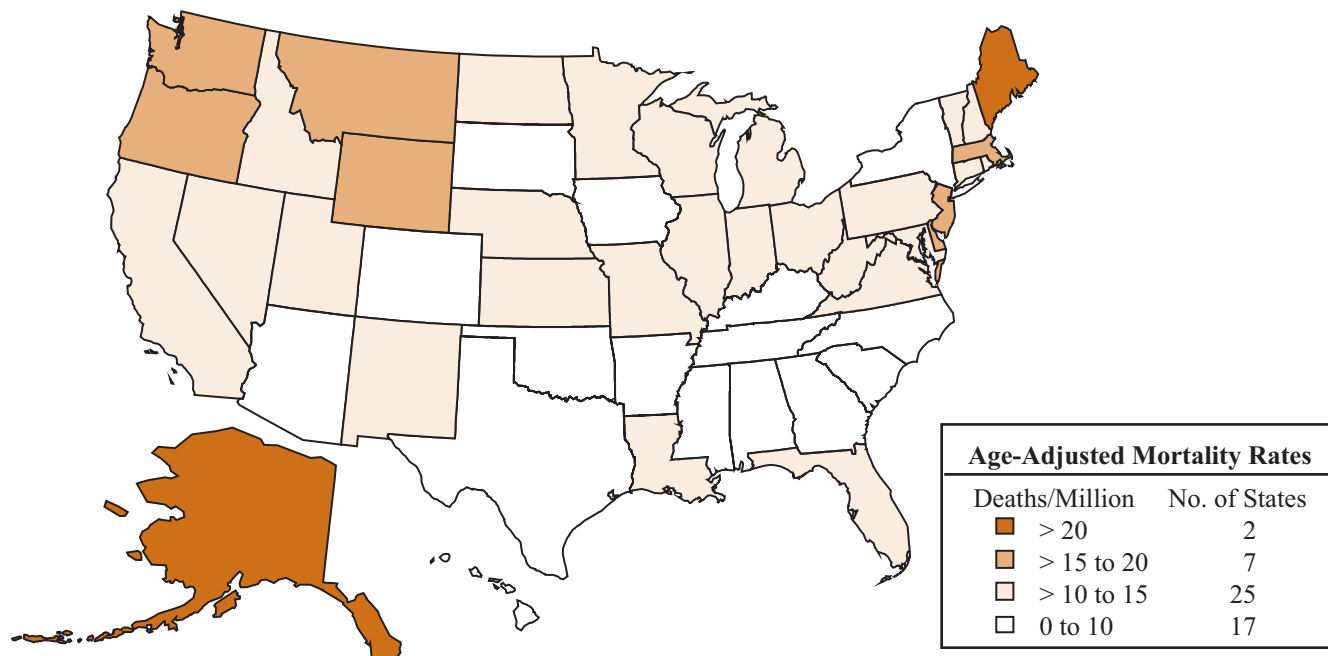 Age-Adjusted Mortality Rates
Deaths/Million No. of States
> 20 2
> 15 to 20 7
> 10 to 15 25
0 to 10 17